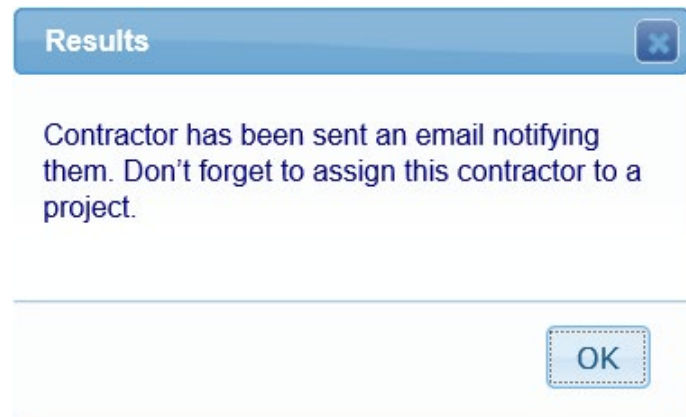 Results
Contractor has been sent an email notifying
them. Don’t forget to assign this contractor to a
project.
OK